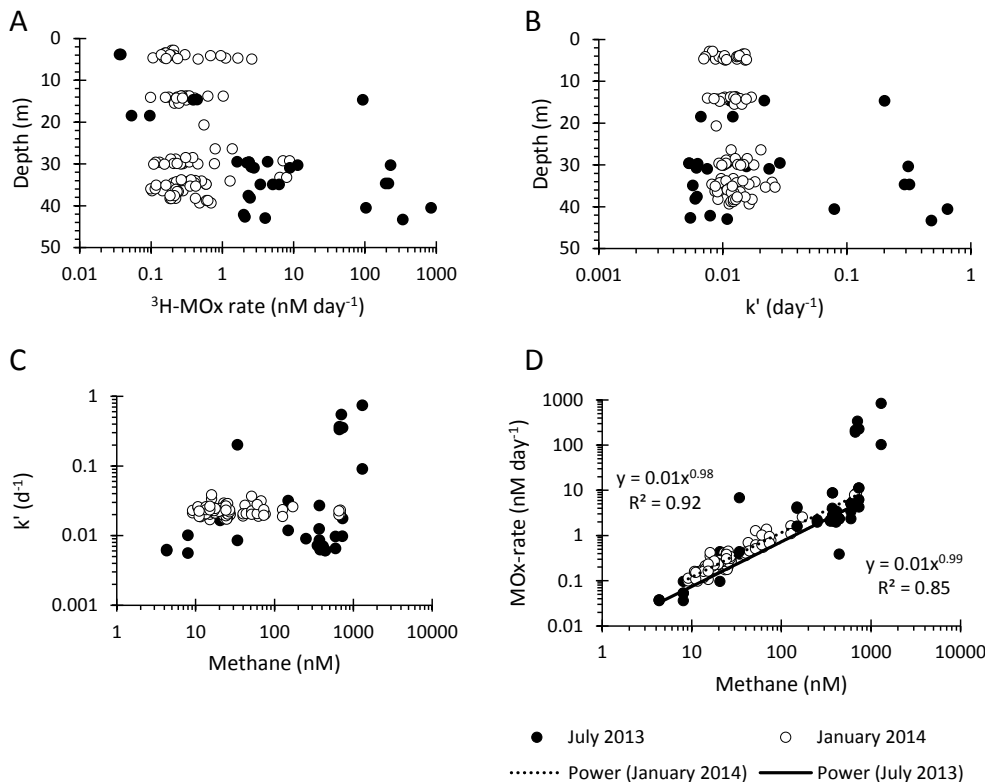 A
B
0
10
20
30
40
50
Depth (m)
0.01 0.1 1 10 100 1000
³H-MOx rate (nM day⁻¹)
0
10
20
30
40
50
Depth (m)
0.001 0.01 0.1 1
k' (day⁻¹)
C
D
1
0.1
0.01
0.001
k' (d⁻¹)
1 10 100 1000 10000
Methane (nM)
1000
100
10
1
0.1
0.01
MOx-rate (nM day⁻¹)
y = 0.01x^0.98
R² = 0.92
y = 0.01x^0.99
R² = 0.85
1 10 100 1000 10000
Methane (nM)
July 2013 January 2014
Power (January 2014) Power (July 2013)